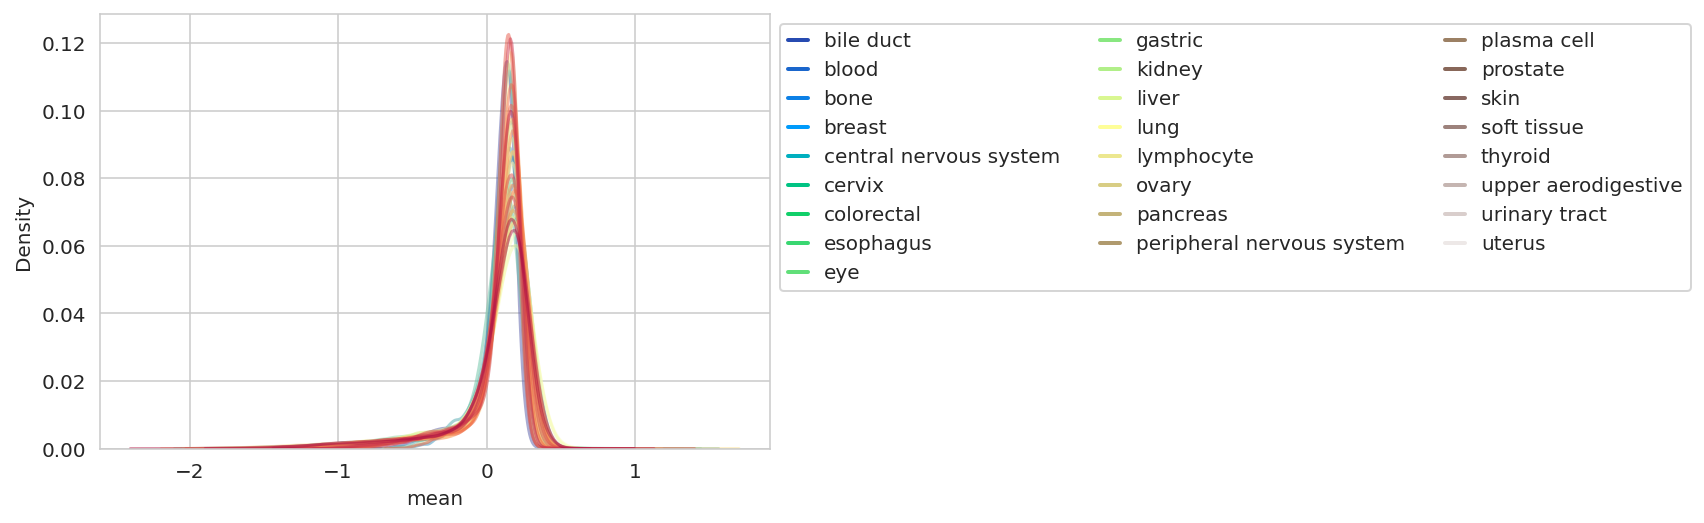 0.12
0.10
0.08
0.06
0.04
0.02
0.00
Density
−2
−1
0
1
mean
bile duct
blood
bone
breast
central nervous system
cervix
colorectal
esophagus
eye
gastric
kidney
liver
lung
lymphocyte
ovary
pancreas
peripheral nervous system
plasma cell
prostate
skin
soft tissue
thyroid
upper aerodigestive
urinary tract
uterus